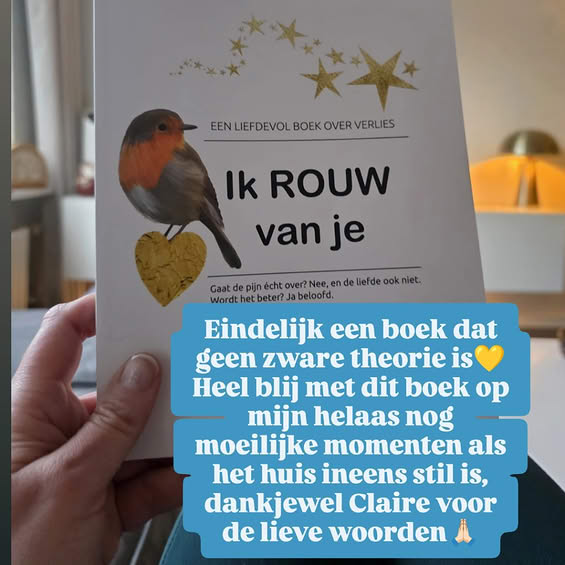 EEN LIEFDEVOL BOEK OVER VERLIES
Ik ROUW
van je
Gaat de pijn écht over? Nee, en de liefde ook niet.
Wordt het beter? Ja beloofd.
Eindelijk een boek dat
geen zware theorie is💛
Heel blij met dit boek op
mijn helaas nog
moeilijke momenten als
het huis ineens stil is,
dankjewel Claire voor
de lieve woorden🙏🏻